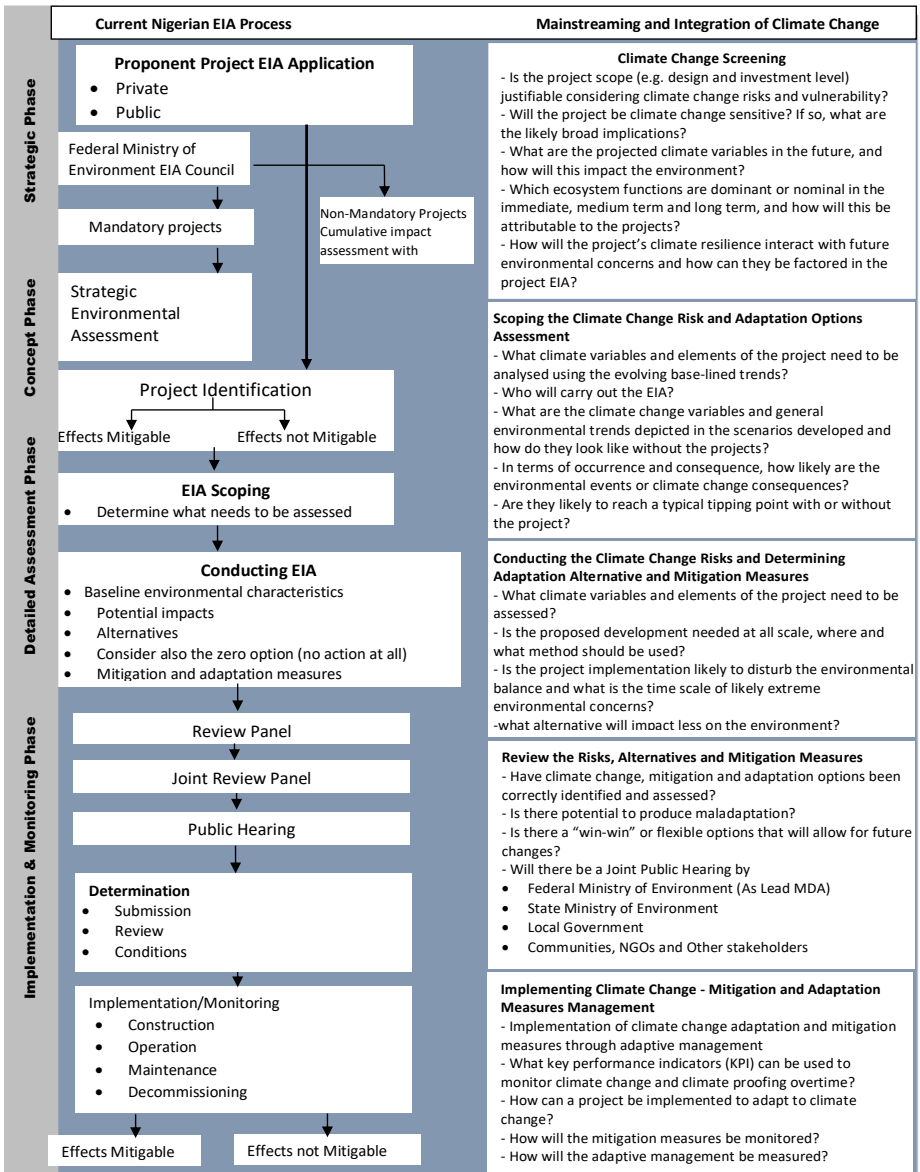 Current Nigerian EIA Process
Mainstreaming and Integration of Climate Change
Strategic Phase
Concept Phase
Detailed Assessment Phase
Implementation & Monitoring Phase
Proponent Project EIA Application
• Private
• Public
Federal Ministry of
Environment EIA Council
Mandatory projects
Non-Mandatory Projects
Cumulative impact
assessment with
Strategic
Environmental
Assessment
Project Identification
Effects Mitigable
Effects not Mitigable
EIA Scoping
• Determine what needs to be assessed
Conducting EIA
• Baseline environmental characteristics
• Potential impacts
• Alternatives
• Consider also the zero option (no action at all)
• Mitigation and adaptation measures
Review Panel
Joint Review Panel
Public Hearing
Determination
• Submission
• Review
• Conditions
Implementation/Monitoring
• Construction
• Operation
• Maintenance
• Decommissioning
Effects Mitigable
Effects not Mitigable
Climate Change Screening
- Is the project scope (e.g. design and investment level)
justifiable considering climate change risks and vulnerability?
- Will the project be climate change sensitive? If so, what are
the likely broad implications?
- What are the projected climate variables in the future, and
how will this impact the environment?
- Which ecosystem functions are dominant or nominal in the
immediate, medium term and long term, and how will this be
attributable to the projects?
- How will the project's climate resilience interact with future
environmental concerns and how can they be factored in the
project EIA?
Scoping the Climate Change Risk and Adaptation Options
Assessment
- What climate variables and elements of the project need to be
analysed using the evolving base-lined trends?
- Who will carry out the EIA?
- What are the climate change variables and general
environmental trends depicted in the scenarios developed and
how do they look like without the projects?
- In terms of occurrence and consequence, how likely are the
environmental events or climate change consequences?
- Are they likely to reach a typical tipping point with or without
the project?
Conducting the Climate Change Risks and Determining
Adaptation Alternative and Mitigation Measures
- What climate variables and elements of the project need to be
assessed?
- Is the proposed development needed at all scale, where and
what method should be used?
- Is the project implementation likely to disturb the environmental
balance and what is the time scale of likely extreme
environmental concerns?
-what alternative will impact less on the environment?
Review the Risks, Alternatives and Mitigation Measures
- Have climate change, mitigation and adaptation options been
correctly identified and assessed?
- Is there potential to produce maladaptation?
- Is there a “win-win” or flexible options that will allow for future
changes?
- Will there be a Joint Public Hearing by
• Federal Ministry of Environment (As Lead MDA)
• State Ministry of Environment
• Local Government
• Communities, NGOs and Other stakeholders
Implementing Climate Change - Mitigation and Adaptation
Measures Management
- Implementation of climate change adaptation and mitigation
measures through adaptive management
- What key performance indicators (KPI) can be used to
monitor climate change and climate proofing overtime?
- How can a project be implemented to adapt to climate
change?
- How will the mitigation measures be monitored?
- How will the adaptive management be measured?